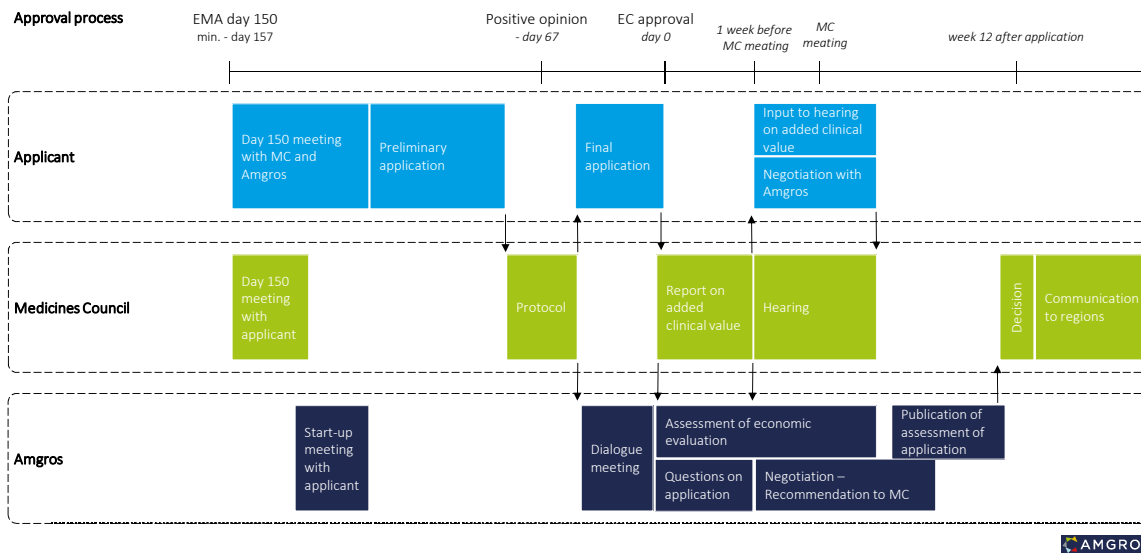 Approval process
EMA day 150
min. - day 157
Positive opinion
- day 67
EC approval
day 0
1 week before
MC meating
MC
meating
week 12 after application
Applicant
Day 150 meeting
with MC and
Amgros
Preliminary
application
Final
application
Input to hearing
on added clinical
value
Negotiation with
Amgros
Medicines Council
Day 150
meeting
with
applicant
Protocol
Report on
added
clinical value
Hearing
Decision
Communication
to regions
Amgros
Start-up
meeting
with
applicant
Dialogue
meeting
Assessment of economic
evaluation
Questions on
application
Negotiation –
Recommendation to MC
Publication of
assessment of
application
AMGRO